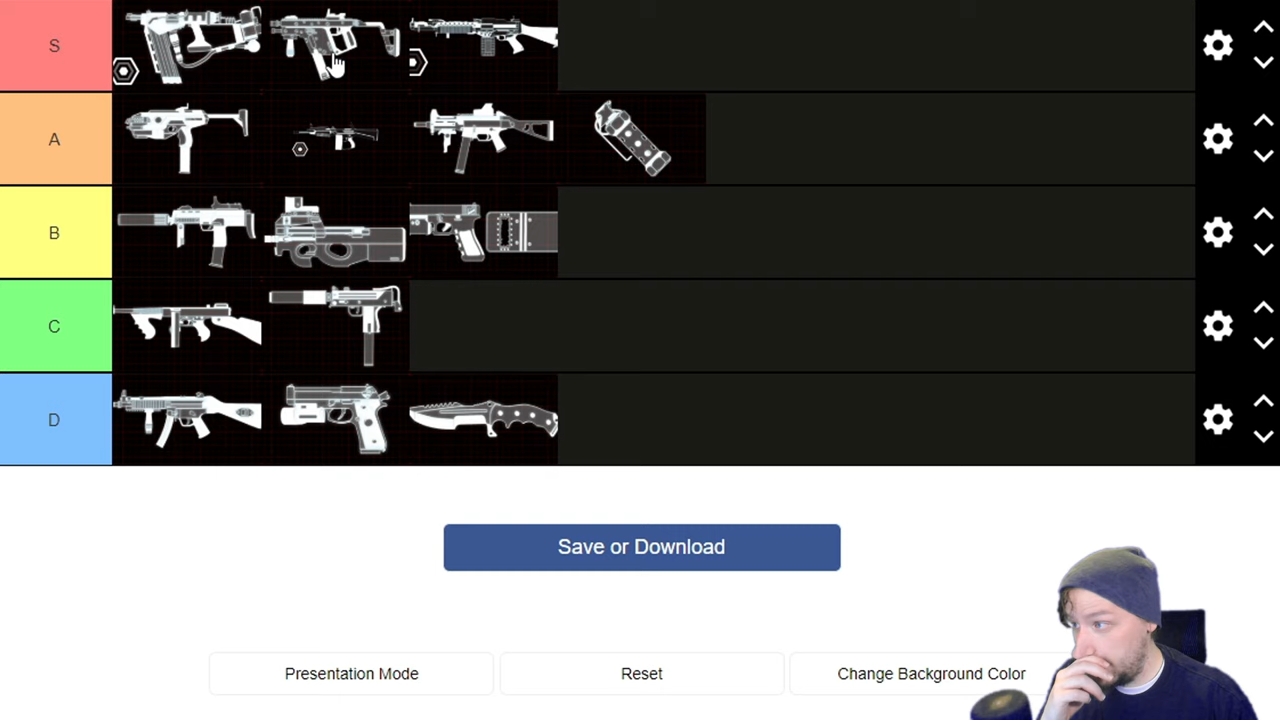 S
A
B
C
D
Save or Download
Presentation Mode
Reset
Change Background Color